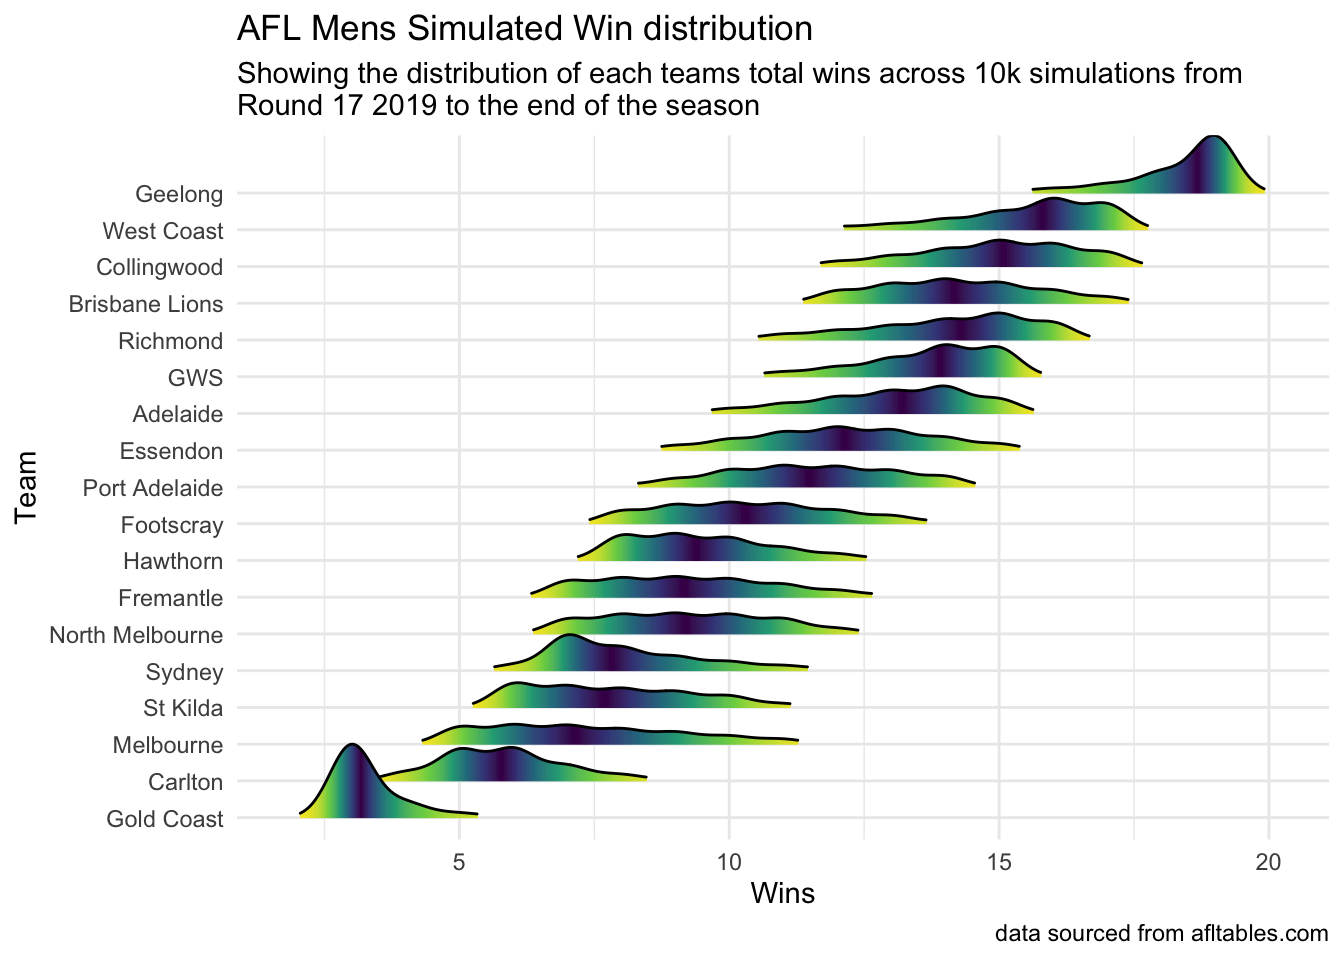 AFL Mens Simulated Win distribution
Showing the distribution of each teams total wins across 10k simulations from
Round 17 2019 to the end of the season
Team
Geelong
West Coast
Collingwood
Brisbane Lions
Richmond
GWS
Adelaide
Essendon
Port Adelaide
Footscray
Hawthorn
Fremantle
North Melbourne
Sydney
St Kilda
Melbourne
Carlton
Gold Coast
5 10 15 20
Wins
data sourced from afltables.com